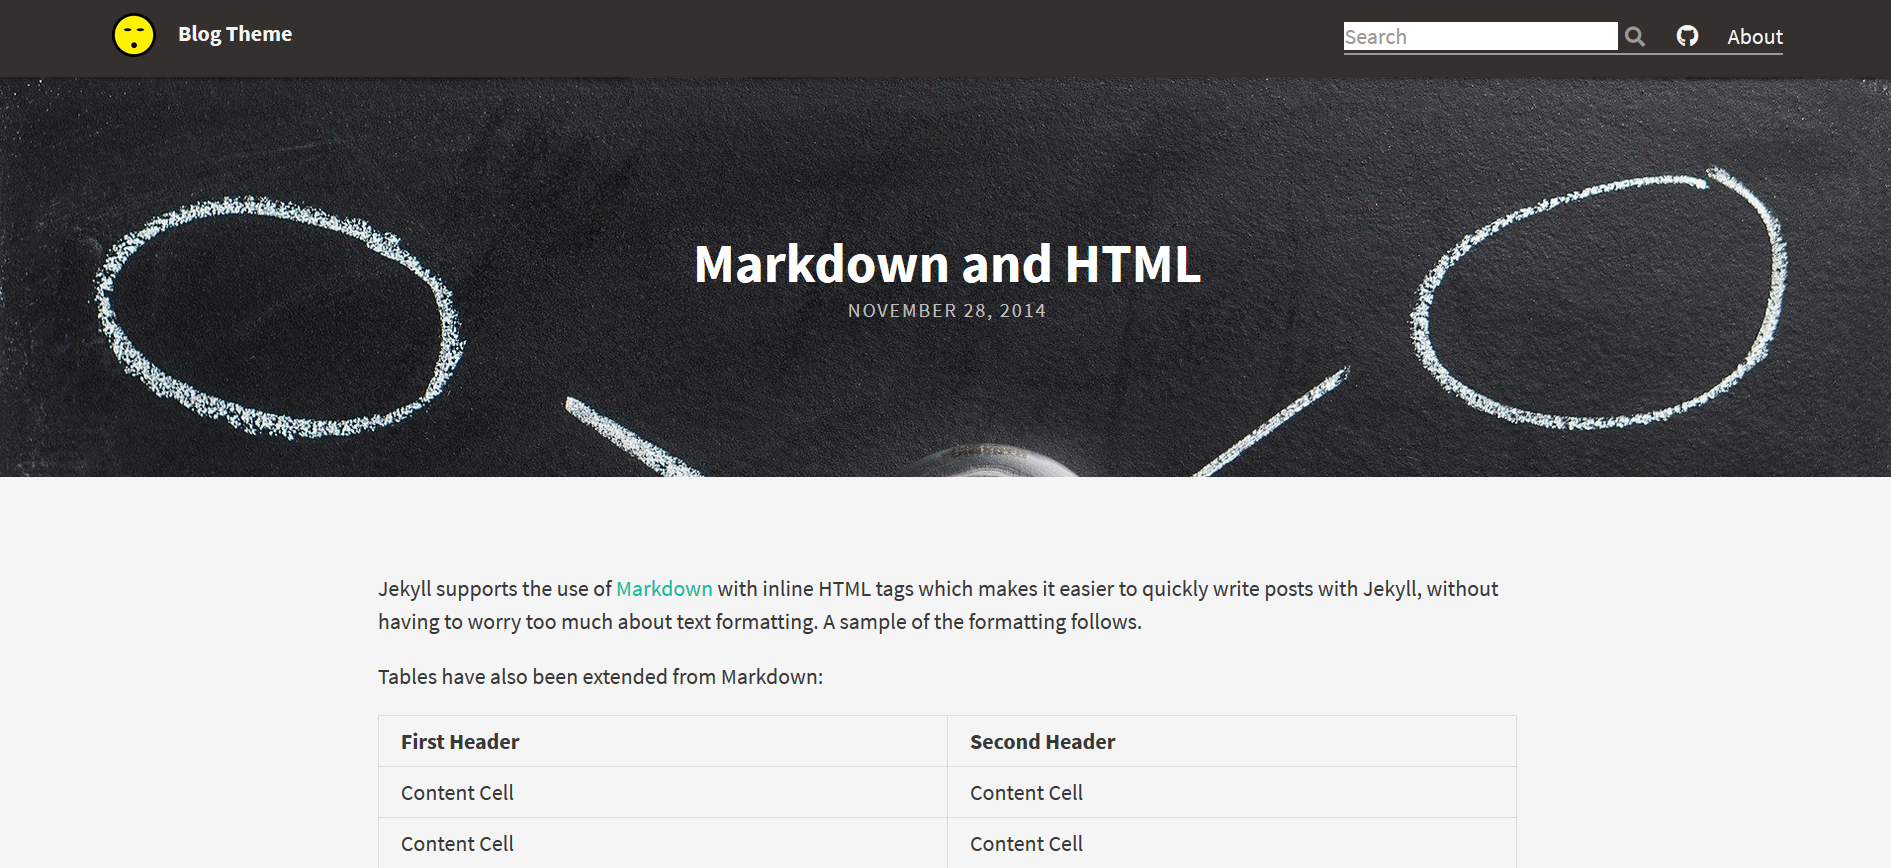 Blog Theme
Search
About
Markdown and HTML
NOVEMBER 28, 2014
Jekyll supports the use of Markdown with inline HTML tags which makes it easier to quickly write posts with Jekyll, without
having to worry too much about text formatting. A sample of the formatting follows.
Tables have also been extended from Markdown:
First Header Second Header
Content Cell Content Cell
Content Cell Content Cell